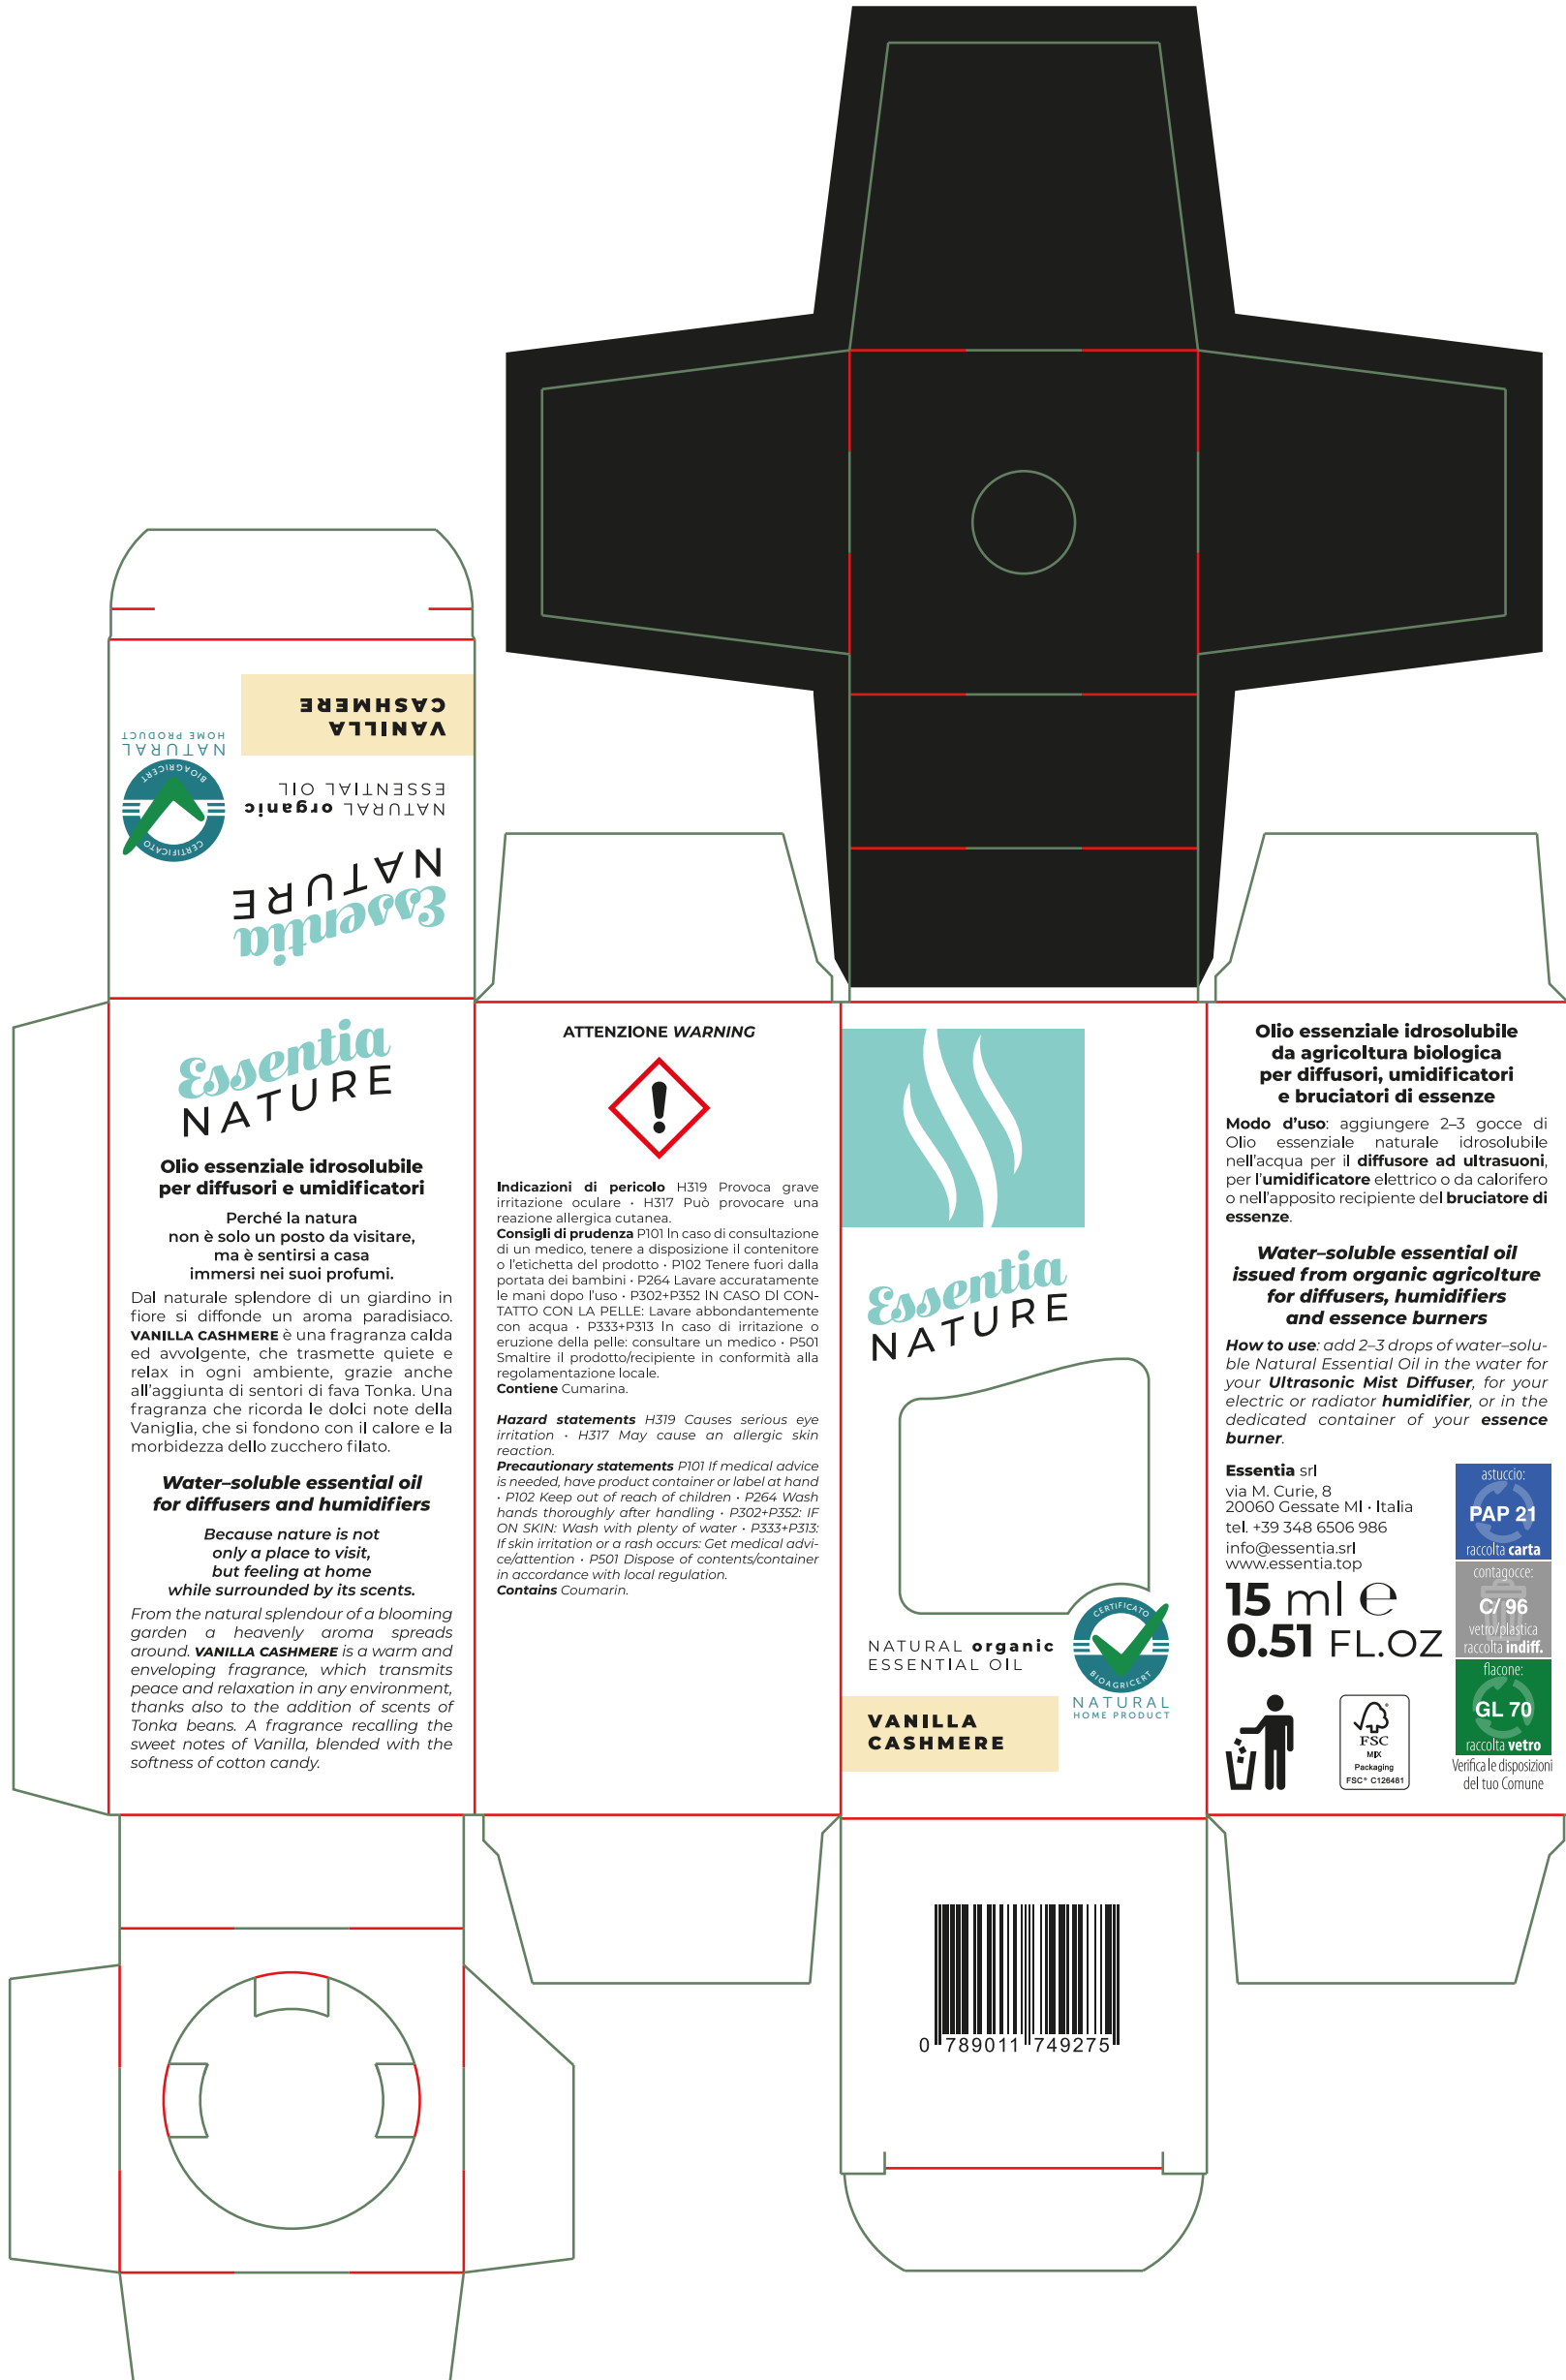 VANILLA
CASHMERE
NATURAL organic
ESSENTIAL OIL
Essentia
NATURE
CERTIFICATO
BIOAGRICERT
NATURAL
HOME PRODUCT
Essentia
NATURE
Olio essenziale idrosolubile
per diffusori e umidificatori
Perché la natura
non è solo un posto da visitare,
ma è sentirsi a casa
immersi nei suoi profumi.
Dal naturale splendore di un giardino in
fiore si diffonde un aroma paradisiaco.
VANILLA CASHMERE è una fragranza calda
ed avvolgente, che trasmette quiete e
relax in ogni ambiente, grazie anche
all’aggiunta di sentori di fava Tonka. Una
fragranza che ricorda le dolci note della
Vaniglia, che si fondono con il calore e la
morbidezza dello zucchero filato.
Water–soluble essential oil
for diffusers and humidifiers
Because nature is not
only a place to visit,
but feeling at home
while surrounded by its scents.
From the natural splendour of a blooming
garden a heavenly aroma spreads
around. VANILLA CASHMERE is a warm and
enveloping fragrance, which transmits
peace and relaxation in any environment,
thanks also to the addition of scents of
Tonka beans. A fragrance recalling the
sweet notes of Vanilla, blended with the
softness of cotton candy.
ATTENZIONE WARNING
Indicazioni di pericolo H319 Provoca grave
irritazione oculare • H317 Può provocare una
reazione allergica cutanea.
Consigli di prudenza P101 In caso di consultazione
di un medico, tenere a disposizione il contenitore
o l’etichetta del prodotto • P102 Tenere fuori dalla
portata dei bambini • P264 Lavare accuratamente
le mani dopo l’uso • P302+P352 IN CASO DI CON-
TATTO CON LA PELLE: Lavare abbondantemente
con acqua • P333+P313 In caso di irritazione o
eruzione della pelle: consultare un medico • P501
Smaltire il prodotto/recipiente in conformità alla
regolamentazione locale.
Contiene Cumarina.
Hazard statements H319 Causes serious eye
irritation • H317 May cause an allergic skin
reaction.
Precautionary statements P101 If medical advice
is needed, have product container or label at hand
• P102 Keep out of reach of children • P264 Wash
hands thoroughly after handling • P302+P352: IF
ON SKIN: Wash with plenty of water • P333+P313:
If skin irritation or a rash occurs: Get medical advi-
ce/attention • P501 Dispose of contents/container
in accordance with local regulation.
Contains Coumarin.
Essentia
NATURE
NATURAL organic
ESSENTIAL OIL
CERTIFICATO
BIOAGRICERT
NATURAL
HOME PRODUCT
VANILLA
CASHMERE
Olio essenziale idrosolubile
da agricoltura biologica
per diffusori, umidificatori
e bruciatori di essenze
Modo d’uso: aggiungere 2–3 gocce di
Olio essenziale naturale idrosolubile
nell’acqua per il diffusore ad ultrasuoni,
per l’umidificatore elettrico o da calorifero
o nell’apposito recipiente del bruciatore di
essenze.
Water–soluble essential oil
issued from organic agriculture
for diffusers, humidifiers
and essence burners
How to use: add 2–3 drops of water–solu-
ble Natural Essential Oil in the water for
your Ultrasonic Mist Diffuser, for your
electric or radiator humidifier, or in the
dedicated container of your essence
burner.
Essentia srl
via M. Curie, 8
20060 Gessate MI • Italia
tel. +39 348 6506 986
info@essentia.srl
www.essentia.top
15 ml ℮
0.51 FL.OZ
astuccio:
PAP 21
raccolta carta
contagocce:
C/ 96
vetro/plastica
raccolta indiff.
flacone:
GL 70
raccolta vetro
Verifica le disposizioni
del tuo Comune
FSC
MIX
Packaging
FSC® C126481
0 789011 749275